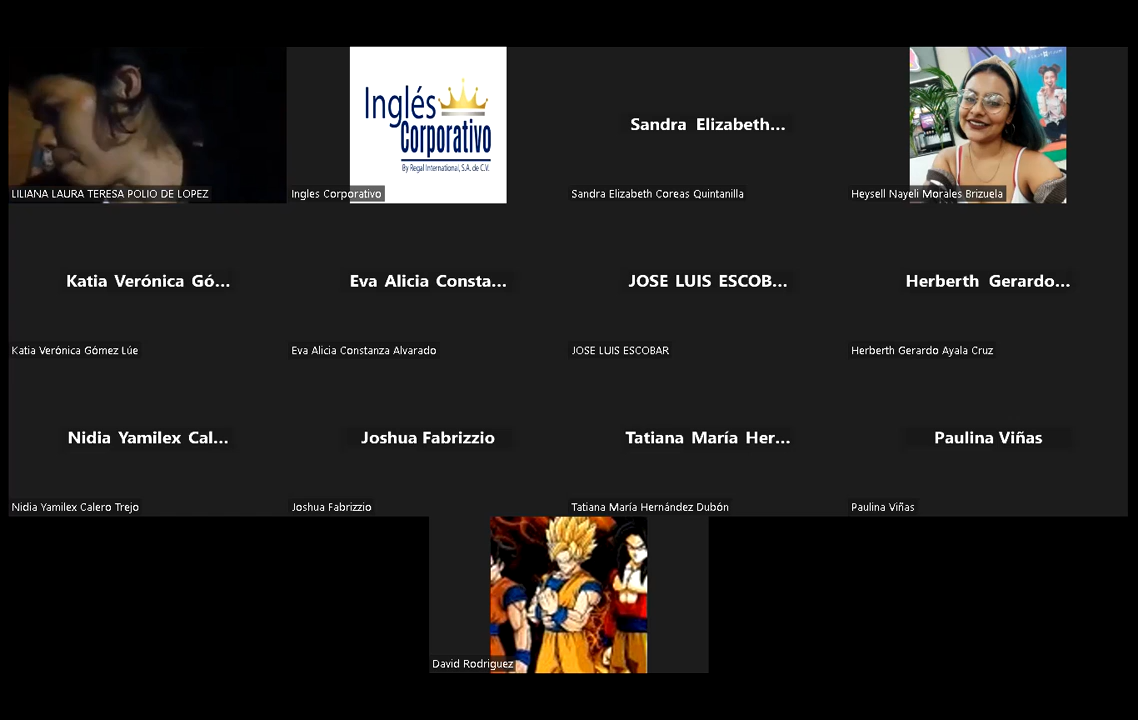 Inglés
Corporativo
By Regal International, S.A. de C.V.
Sandra Elizabeth...
LILIANA LAURA TERESA POLIO DE LOPEZ
Ingles Corporativo
Sandra Elizabeth Coreas Quintanilla
Heysell Nayeli Morales Brizuela
Katia Verónica Gó...
Eva Alicia Consta...
JOSE LUIS ESCOB...
Herberth Gerardo...
Katia Verónica Gómez Lúe
Eva Alicia Constanza Alvarado
JOSE LUIS ESCOBAR
Herberth Gerardo Ayala Cruz
Nidia Yamilex Cal...
Joshua Fabrizzio
Tatiana María Her...
Paulina Viñas
Nidia Yamilex Calero Trejo
Joshua Fabrizzio
Tatiana María Hernández Dubón
Paulina Viñas
David Rodriguez